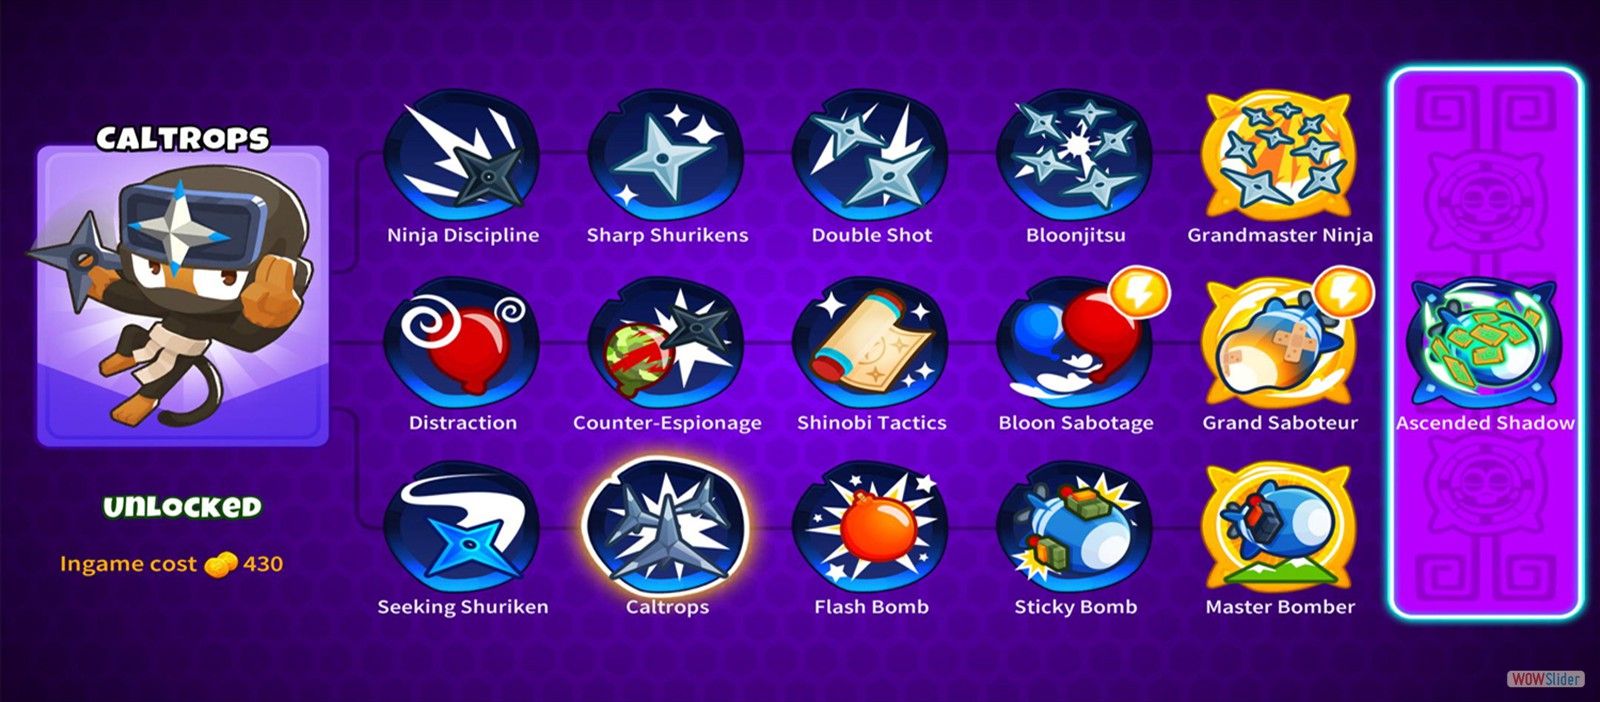 CALTROPS
UNLOCKED
Ingame cost 430
Ninja Discipline
Sharp Shurikens
Double Shot
Bloonjitsu
Grandmaster Ninja
Distraction
Counter-Espionage
Shinobi Tactics
Bloon Sabotage
Grand Saboteur
Ascended Shadow
Seeking Shuriken
Caltrops
Flash Bomb
Sticky Bomb
Master Bomber
WOWSlider